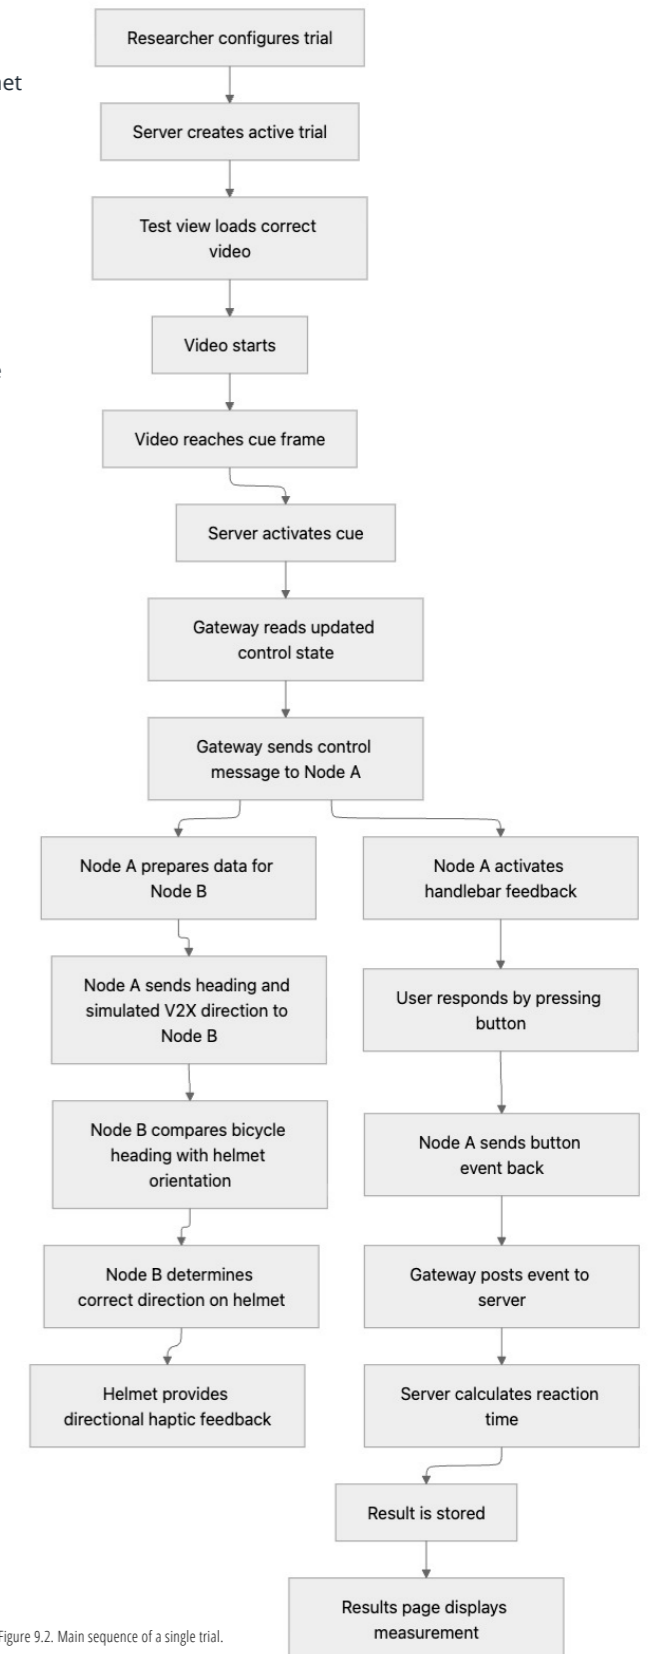 Researcher configures trial
Server creates active trial
Test view loads correct
video
Video starts
Video reaches cue frame
Server activates cue
Gateway reads updated
control state
Gateway sends control
message to Node A
Node A prepares data for
Node B
Node A sends heading and
simulated V2X direction to
Node B
Node B compares bicycle
heading with helmet
orientation
Node B determines
correct direction on helmet
Helmet provides
directional haptic feedback
Node A activates
handlebar feedback
User responds by pressing
button
Node A sends button
event back
Gateway posts event to
server
Server calculates reaction
time
Result is stored
Results page displays
measurement
Figure 9.2. Main sequence of a single trial.